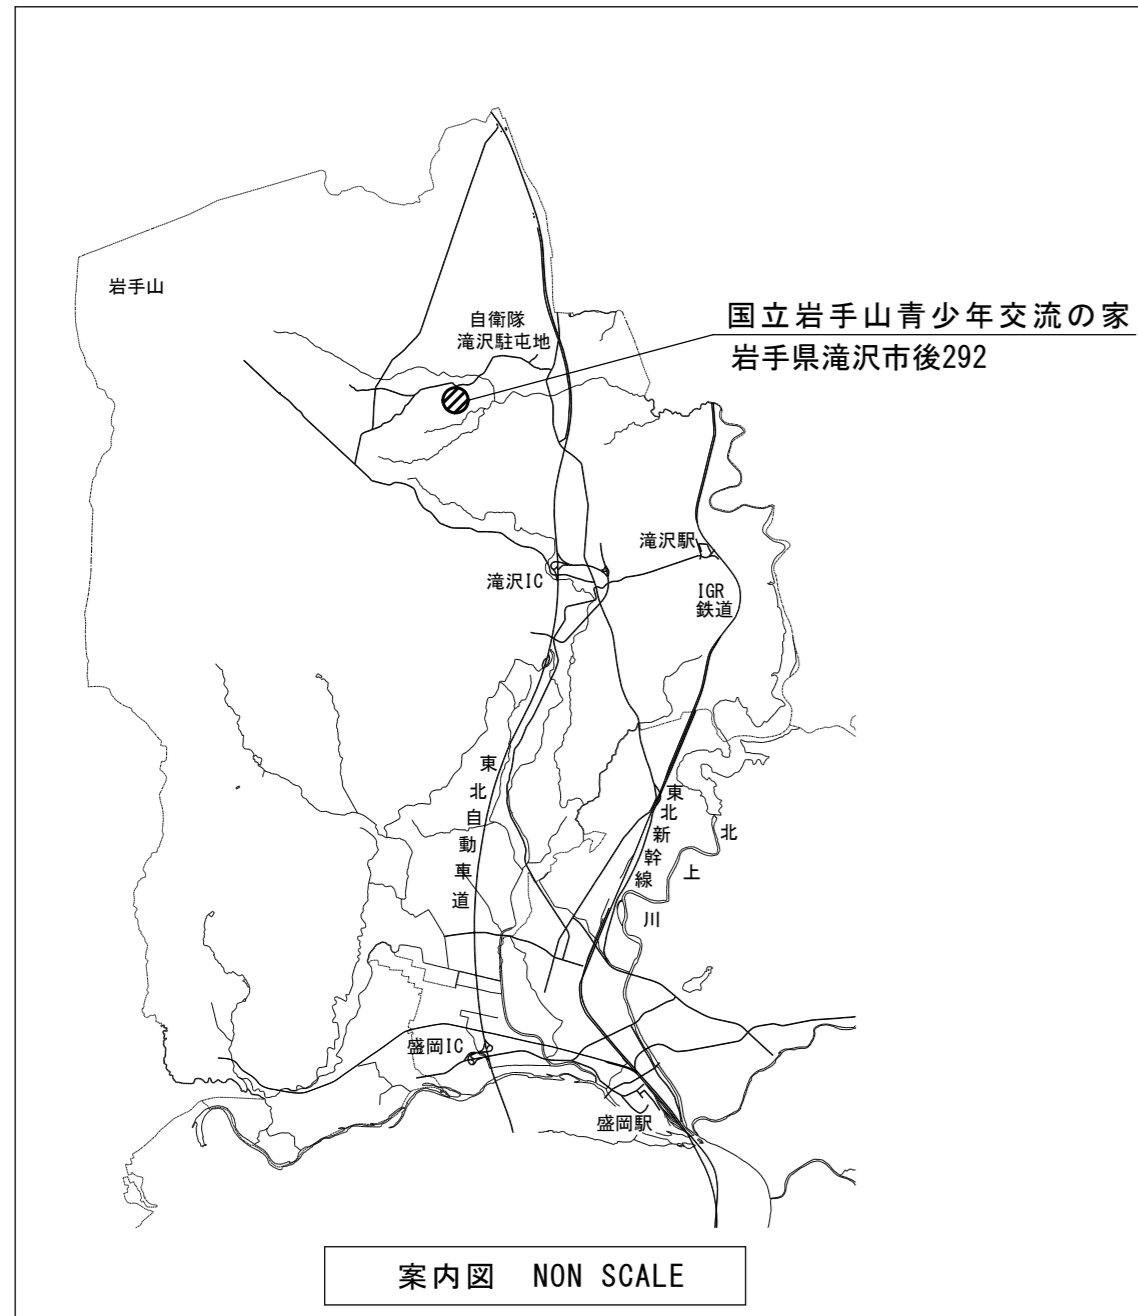 岩手山
自衛隊
滝沢駐屯地
国立岩手山青少年交流の家
岩手県滝沢市後292
滝沢駅
滝沢IC
IGR
鉄道
東北自動車道
東北新幹線
北上川
盛岡IC
盛岡駅
案内図 NON SCALE